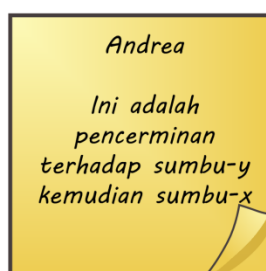 Andrea
Ini adalah
pencerminan
terhadap sumbu-y
kemudian sumbu-x